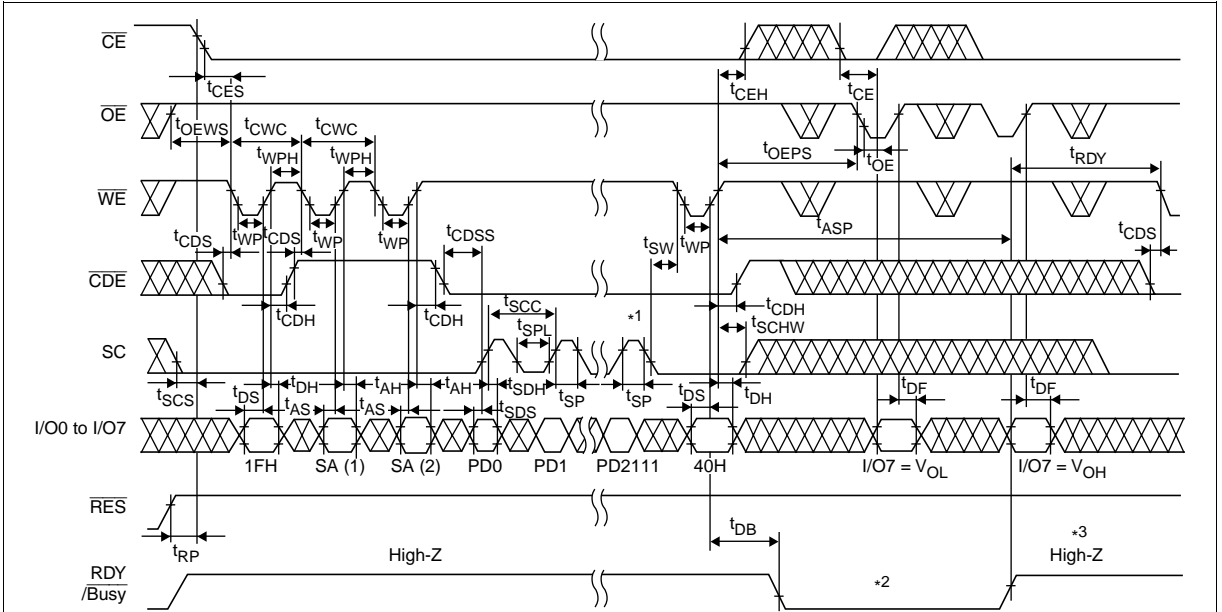 CE
tCES
tCEH
tCE
OE
tOEWS
tCWC
tCWC
tWPH
tWPH
tOEPS
tOE
tRDY
WE
tCDS
tWP
tCDS
tWP
tWP
tCDSS
tSW
tWP
tASP
tCDS
CDE
tCDH
tCDH
tSCC
tSPL
*1
tCDH
tSCHW
SC
tSCS
tDS
tDH
tAS
tAH
tAS
tAH
tSDH
tSDS
tSP
tSP
tDS
tDH
tDF
tDF
I/O0 to I/O7
1FH
SA (1)
SA (2)
PD0
PD1
PD2111
40H
I/O7 = VOL
I/O7 = VOH
RES
tRP
High-Z
tDB
*3
High-Z
RDY
/Busy
*2